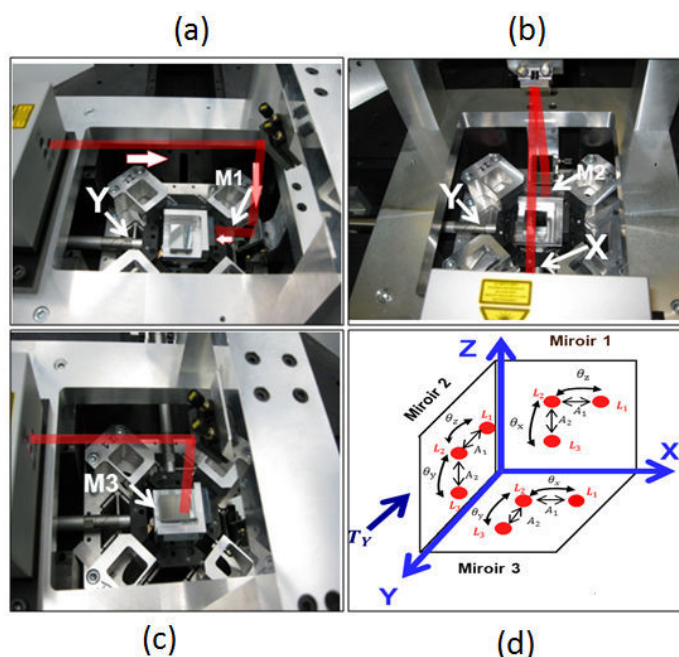 (a)
(b)
M1
Y
M2
Y
X
M3
Miroir 1
Z
θz
Miroir 2
L2
L1
θx
A1
A2
L3
θz
L1
L2
A1
θy
A2
L3
X
θx
L2
L1
θy
A1
A2
L3
TY
Y
Miroir 3
(c)
(d)